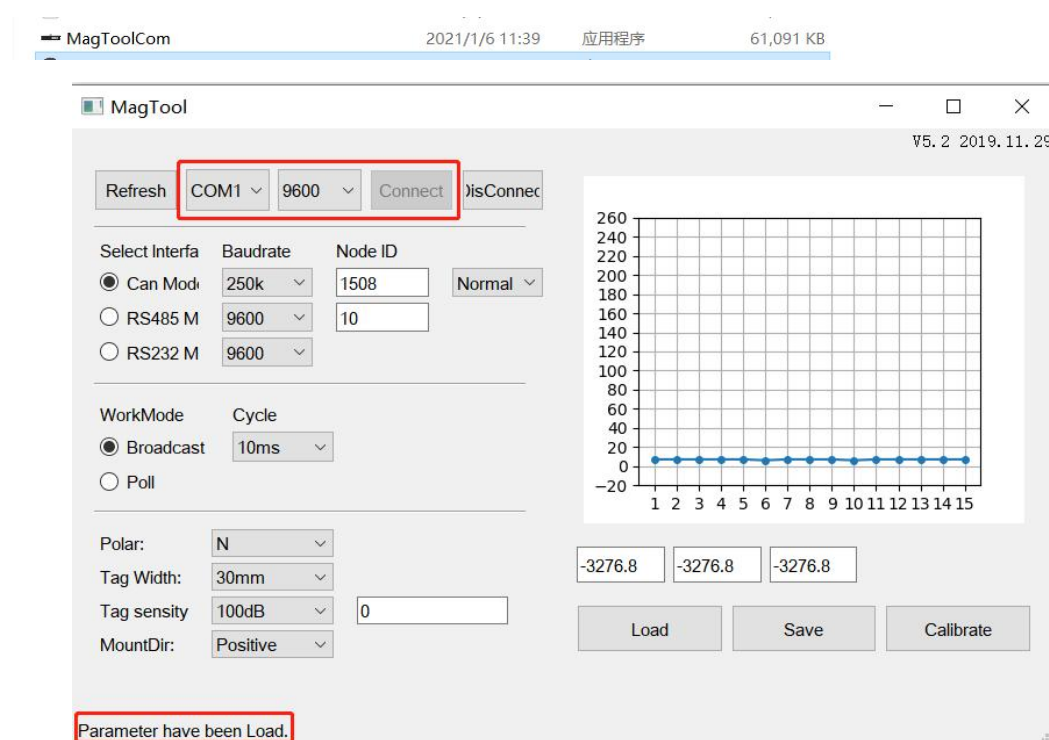 MagToolCom 2021/1/6 11:39 应用程序 61,091 KB
MagTool
V5.2 2019.11.29
Refresh COM1 9600 Connect DisConnec
Select Interfa Baudrate Node ID
Can Mod 250k 1508 Normal
RS485 M 9600 10
RS232 M 9600
WorkMode Cycle
Broadcast 10ms
Poll
Polar: N
Tag Width: 30mm
Tag sensity 100dB 0
MountDir: Positive
260
240
220
200
180
160
140
120
100
80
60
40
20
0
−20
1 2 3 4 5 6 7 8 9 10 11 12 13 14 15
-3276.8 -3276.8 -3276.8
Load Save Calibrate
Parameter have been Load.